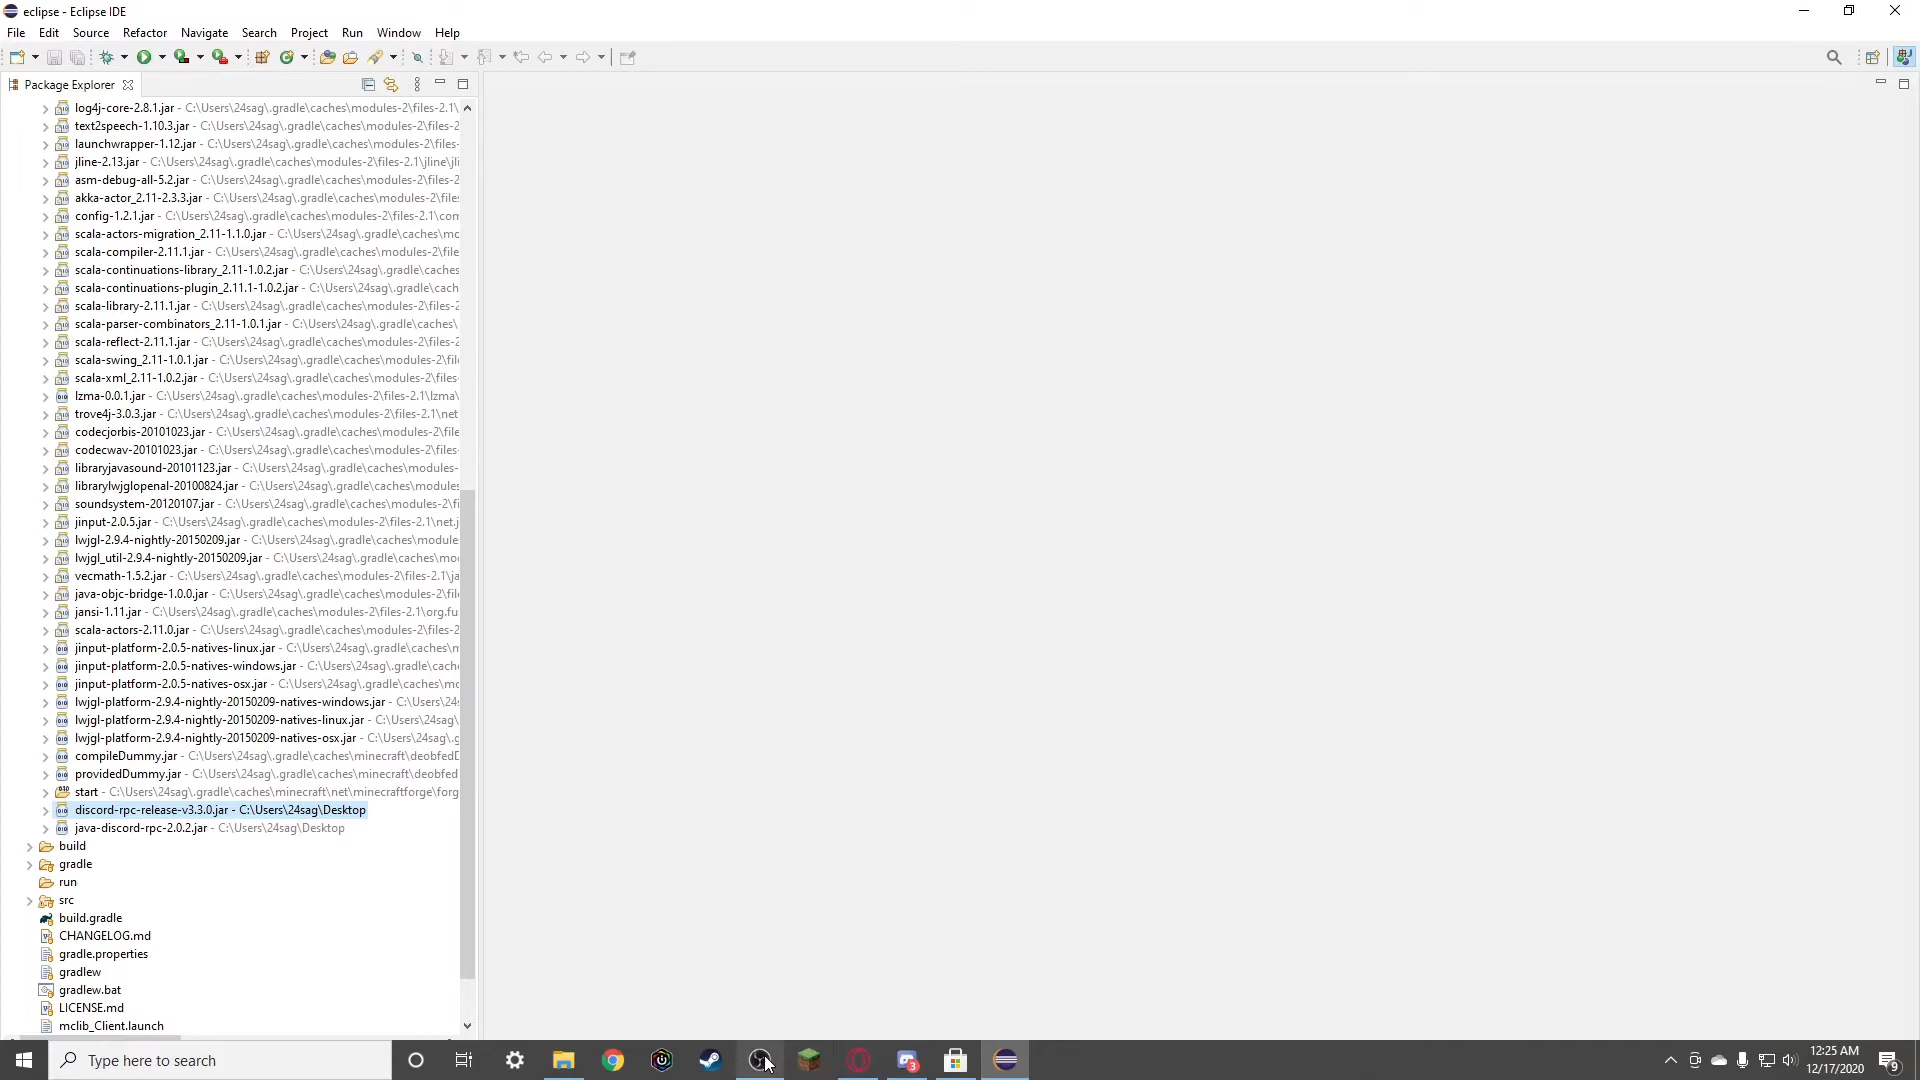 eclipse - Eclipse IDE
File Edit Source Refactor Navigate Search Project Run Window Help
Package Explorer
log4j-core-2.8.1.jar - C:\Users\24sag\.gradle\caches\modules-2\files-2.1\
text2speech-1.10.3.jar - C:\Users\24sag\.gradle\caches\modules-2\files-2
launchwrapper-1.12.jar - C:\Users\24sag\.gradle\caches\modules-2\files-
jline-2.13.jar - C:\Users\24sag\.gradle\caches\modules-2\files-2.1\jline\jli
asm-debug-all-5.2.jar - C:\Users\24sag\.gradle\caches\modules-2\files-2
akka-actor_2.11-2.3.3.jar - C:\Users\24sag\.gradle\caches\modules-2\files
config-1.2.1.jar - C:\Users\24sag\.gradle\caches\modules-2\files-2.1\com
scala-actors-migration_2.11-1.1.0.jar - C:\Users\24sag\.gradle\caches\mo
scala-compiler-2.11.1.jar - C:\Users\24sag\.gradle\caches\modules-2\file
scala-continuations-library_2.11-1.0.2.jar - C:\Users\24sag\.gradle\caches
scala-continuations-plugin_2.11.1-1.0.2.jar - C:\Users\24sag\.gradle\cach
scala-library-2.11.1.jar - C:\Users\24sag\.gradle\caches\modules-2\files-2
scala-parser-combinators_2.11-1.0.1.jar - C:\Users\24sag\.gradle\caches\
scala-reflect-2.11.1.jar - C:\Users\24sag\.gradle\caches\modules-2\files-2
scala-swing_2.11-1.0.1.jar - C:\Users\24sag\.gradle\caches\modules-2\fil
scala-xml_2.11-1.0.2.jar - C:\Users\24sag\.gradle\caches\modules-2\files-
lzma-0.0.1.jar - C:\Users\24sag\.gradle\caches\modules-2\files-2.1\lzma\
trove4j-3.0.3.jar - C:\Users\24sag\.gradle\caches\modules-2\files-2.1\net
codecjorbis-20101023.jar - C:\Users\24sag\.gradle\caches\modules-2\files
codecwav-20101023.jar - C:\Users\24sag\.gradle\caches\modules-2\files-
libraryjavasound-20101123.jar - C:\Users\24sag\.gradle\caches\modules-
librarylwjglopenal-20100824.jar - C:\Users\24sag\.gradle\caches\modules
soundsystem-20120107.jar - C:\Users\24sag\.gradle\caches\modules-2\fi
jinput-2.0.5.jar - C:\Users\24sag\.gradle\caches\modules-2\files-2.1\net.j
lwjgl-2.9.4-nightly-20150209.jar - C:\Users\24sag\.gradle\caches\module
lwjgl_util-2.9.4-nightly-20150209.jar - C:\Users\24sag\.gradle\caches\mo
vecmath-1.5.2.jar - C:\Users\24sag\.gradle\caches\modules-2\files-2.1\ja
java-objc-bridge-1.0.0.jar - C:\Users\24sag\.gradle\caches\modules-2\file
jansi-1.11.jar - C:\Users\24sag\.gradle\caches\modules-2\files-2.1\org.fu
scala-actors-2.11.0.jar - C:\Users\24sag\.gradle\caches\modules-2\files-2
jinput-platform-2.0.5-natives-linux.jar - C:\Users\24sag\.gradle\caches\m
jinput-platform-2.0.5-natives-windows.jar - C:\Users\24sag\.gradle\cach
jinput-platform-2.0.5-natives-osx.jar - C:\Users\24sag\.gradle\caches\mo
lwjgl-platform-2.9.4-nightly-20150209-natives-windows.jar - C:\Users\24s
lwjgl-platform-2.9.4-nightly-20150209-natives-linux.jar - C:\Users\24sag\
lwjgl-platform-2.9.4-nightly-20150209-natives-osx.jar - C:\Users\24sag\.g
compileDummy.jar - C:\Users\24sag\.gradle\caches\minecraft\deobfedD
providedDummy.jar - C:\Users\24sag\.gradle\caches\minecraft\deobfed
start - C:\Users\24sag\.gradle\caches\minecraft\net\minecraftforge\forg
discord-rpc-release-v3.3.0.jar - C:\Users\24sag\Desktop
java-discord-rpc-2.0.2.jar - C:\Users\24sag\Desktop
build
gradle
run
src
build.gradle
CHANGELOG.md
gradle.properties
gradlew
gradlew.bat
LICENSE.md
mclib_Client.launch
Type here to search
3
12:25 AM
12/17/2020
9